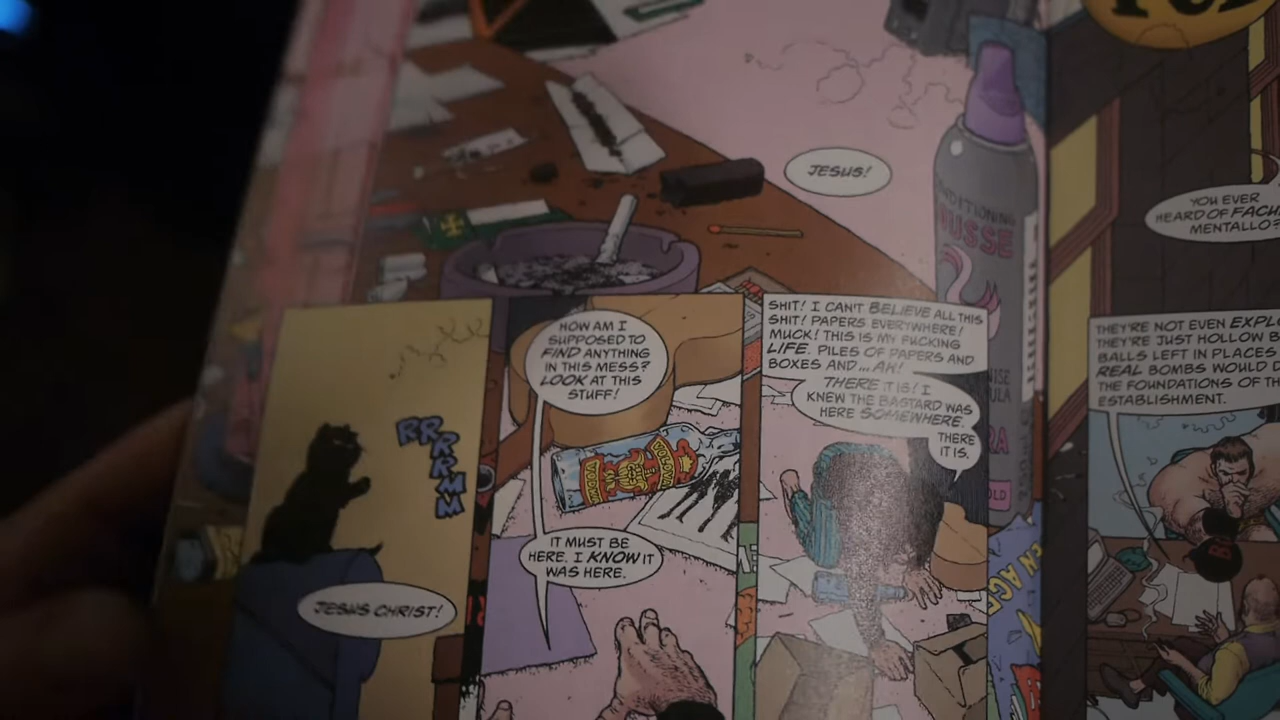 JESUS!
CONDITIONING
MOUSSE
RRRRMM
JESUS CHRIST!
HOW AM I
SUPPOSED TO
FIND ANYTHING
IN THIS MESS?
LOOK AT THIS
STUFF!
VODKA
IT MUST BE
HERE. I KNOW IT
WAS HERE.
SHIT! I CAN'T BELIEVE ALL THIS
SHIT! PAPERS EVERYWHERE!
MUCK! THIS IS MY FUCKING
LIFE. PILES OF PAPERS AND
BOXES AND... AH!
THERE IT IS! I
KNEW THE BASTARD WAS
HERE SOMEWHERE.
THERE
IT IS.
YOU EVER
HEARD OF
MENTALLO?
THEY'RE NOT EVEN
THEY'RE JUST HOLLOW
BALLS LEFT IN PLACES
REAL BOMBS WOULD
THE FOUNDATIONS OF
ESTABLISHMENT.